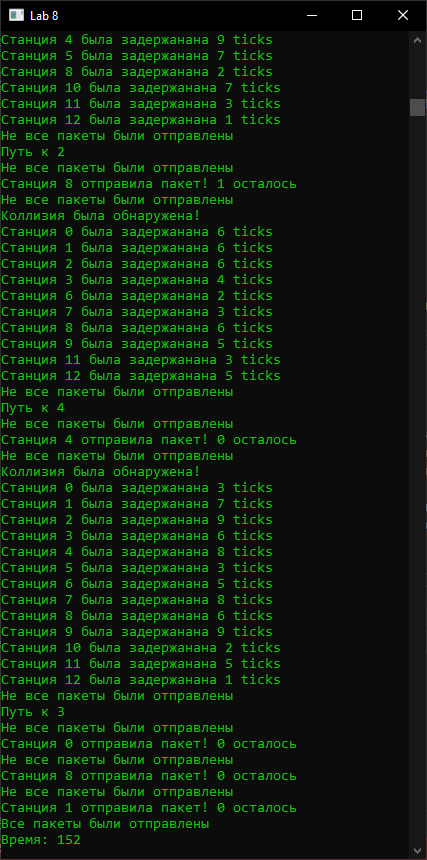 Lab 8
Станция 4 была задержанана 9 ticks
Станция 5 была задержанана 7 ticks
Станция 8 была задержанана 2 ticks
Станция 10 была задержанана 7 ticks
Станция 11 была задержанана 3 ticks
Станция 12 была задержанана 1 ticks
Не все пакеты были отправлены
Путь к 2
Не все пакеты были отправлены
Станция 8 отправила пакет! 1 осталось
Не все пакеты были отправлены
Коллизия была обнаружена!
Станция 0 была задержанана 6 ticks
Станция 1 была задержанана 6 ticks
Станция 2 была задержанана 6 ticks
Станция 3 была задержанана 4 ticks
Станция 6 была задержанана 2 ticks
Станция 7 была задержанана 3 ticks
Станция 8 была задержанана 6 ticks
Станция 9 была задержанана 5 ticks
Станция 11 была задержанана 3 ticks
Станция 12 была задержанана 5 ticks
Не все пакеты были отправлены
Путь к 4
Не все пакеты были отправлены
Станция 4 отправила пакет! 0 осталось
Не все пакеты были отправлены
Коллизия была обнаружена!
Станция 0 была задержанана 3 ticks
Станция 1 была задержанана 7 ticks
Станция 2 была задержанана 9 ticks
Станция 3 была задержанана 6 ticks
Станция 4 была задержанана 8 ticks
Станция 5 была задержанана 3 ticks
Станция 6 была задержанана 5 ticks
Станция 7 была задержанана 8 ticks
Станция 8 была задержанана 6 ticks
Станция 9 была задержанана 9 ticks
Станция 10 была задержанана 2 ticks
Станция 11 была задержанана 5 ticks
Станция 12 была задержанана 1 ticks
Не все пакеты были отправлены
Путь к 3
Не все пакеты были отправлены
Станция 0 отправила пакет! 0 осталось
Не все пакеты были отправлены
Станция 8 отправила пакет! 0 осталось
Не все пакеты были отправлены
Станция 1 отправила пакет! 0 осталось
Все пакеты были отправлены
Время: 152